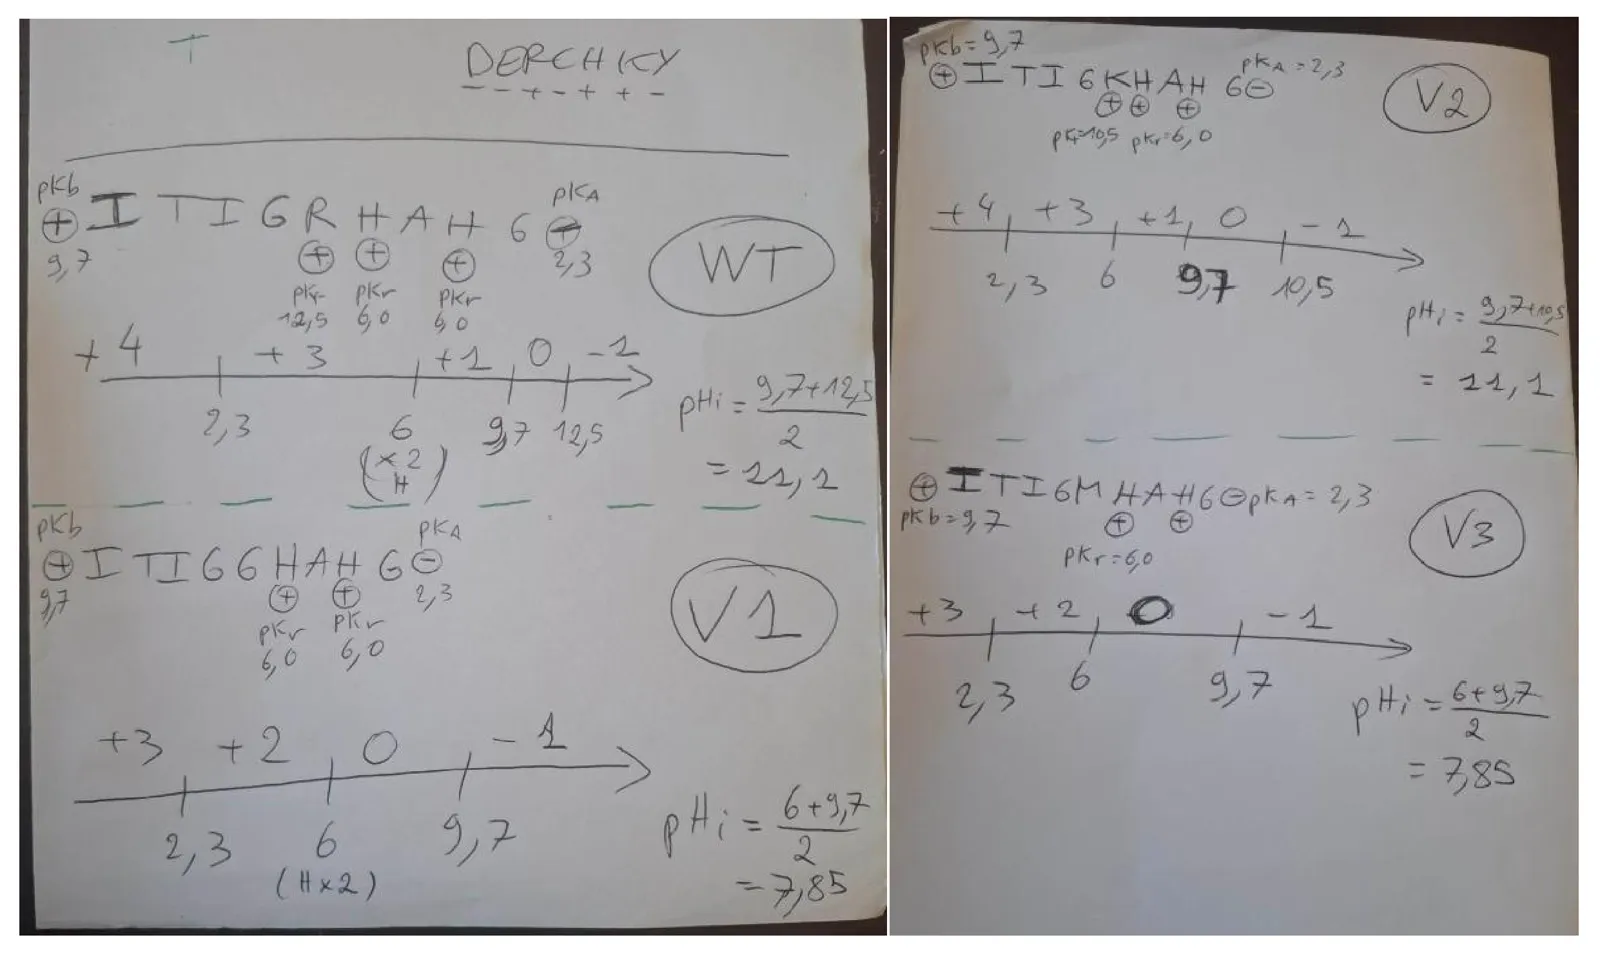 T
DERCHKY
- - + - + + -
pKb pKA
⊕ I T I G R H A H G ⊖
9,7 ⊕ ⊕ ⊕ 2,3
pKr pKr pKr
12,5 6,0 6,0
WT
+4 +3 +1 0 -1
2,3 6 9,7 12,5
(×2 H)
pHi = 9,7+12,5
2
= 11,1
pKb pKA
⊕ I T I G G H A H G ⊖
9,7 ⊕ ⊕ 2,3
pKr pKr
6,0 6,0
V1
+3 +2 0 -1
2,3 6 9,7
(H×2)
pHi = 6+9,7
2
= 7,85
pKb = 9,7
⊕ I T I G K H A H G ⊖ pKA = 2,3
⊕ ⊕ ⊕
pKr=10,5 pKr=6,0
V2
+4 +3 +1 0 -1
2,3 6 9,7 10,5
pHi = 9,7+10,5
2
= 11,1
⊕ I T I G M H A H G ⊖ pKA = 2,3
pKb = 9,7 ⊕ ⊕
pKr = 6,0
V3
+3 +2 0 -1
2,3 6 9,7
pHi = 6+9,7
2
= 7,85